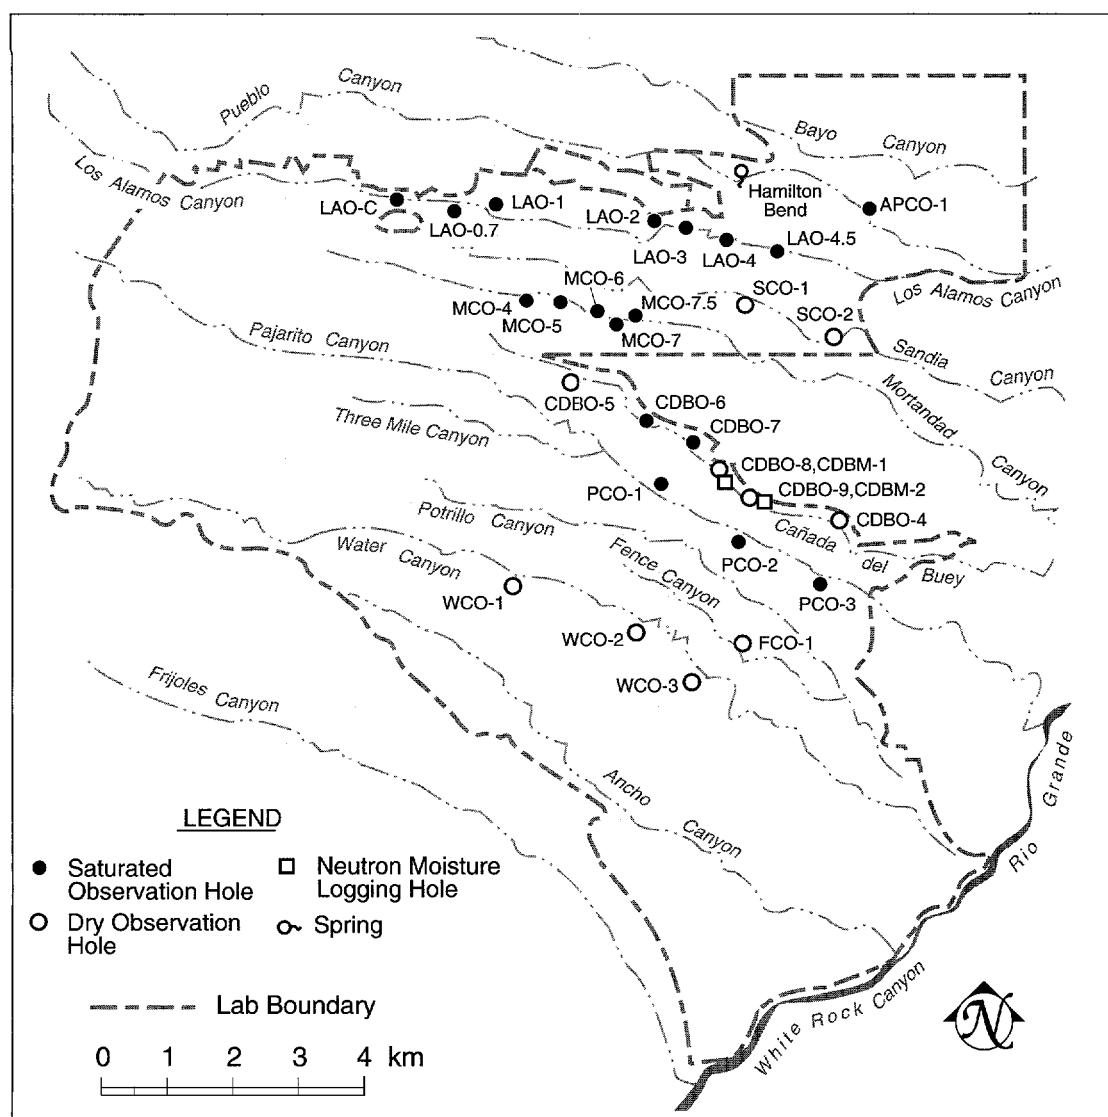 Canyon
Pueblo
Bayo
Canyon
Los Alamos Canyon
Hamilton
Bend
APCO-1
LAO-C
LAO-1
LAO-0.7
LAO-2
LAO-3
LAO-4
LAO-4.5
Los Alamos Canyon
MCO-6
SCO-1
MCO-4
MCO-7.5
MCO-5
MCO-7
SCO-2
Sandia
Canyon
Pajarito Canyon
Mortandad
Canyon
CDBO-5
CDBO-6
Three Mile Canyon
CDBO-7
CDBO-8,CDBM-1
CDBO-9,CDBM-2
PCO-1
CDBO-4
Potrillo Canyon
Cañada
del
Buey
Water
Canyon
Fence Canyon
PCO-2
PCO-3
WCO-1
WCO-2
FCO-1
WCO-3
Frijoles Canyon
Ancho
Canyon
Rio Grande
White Rock Canyon
LEGEND
Saturated
Observation Hole
Neutron Moisture
Logging Hole
Dry Observation
Hole
Spring
Lab Boundary
0 1 2 3 4 km
N